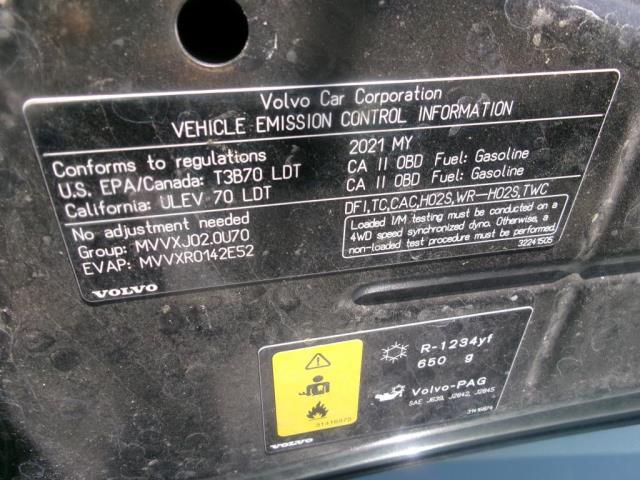 Volvo Car Corporation
VEHICLE EMISSION CONTROL INFORMATION
Conforms to regulations
U.S. EPA/Canada: T3B70 LDT
California: ULEV 70 LDT
2021 MY
CA II OBD Fuel: Gasoline
CA II OBD Fuel: Gasoline
No adjustment needed
Group: MVVXJ02.0U70
EVAP: MVVXR0142E52
DFI,TC,CAC,HO2S,WR-HO2S,TWC
Loaded I/M testing must be conducted on a
4WD speed synchronized dyno. Otherwise, a
non-loaded test procedure must be performed.
32241505
VOLVO
R-1234yf
650 g
Volvo-PAG
SAE J639, J2842, J2845
31416875
VOLVO